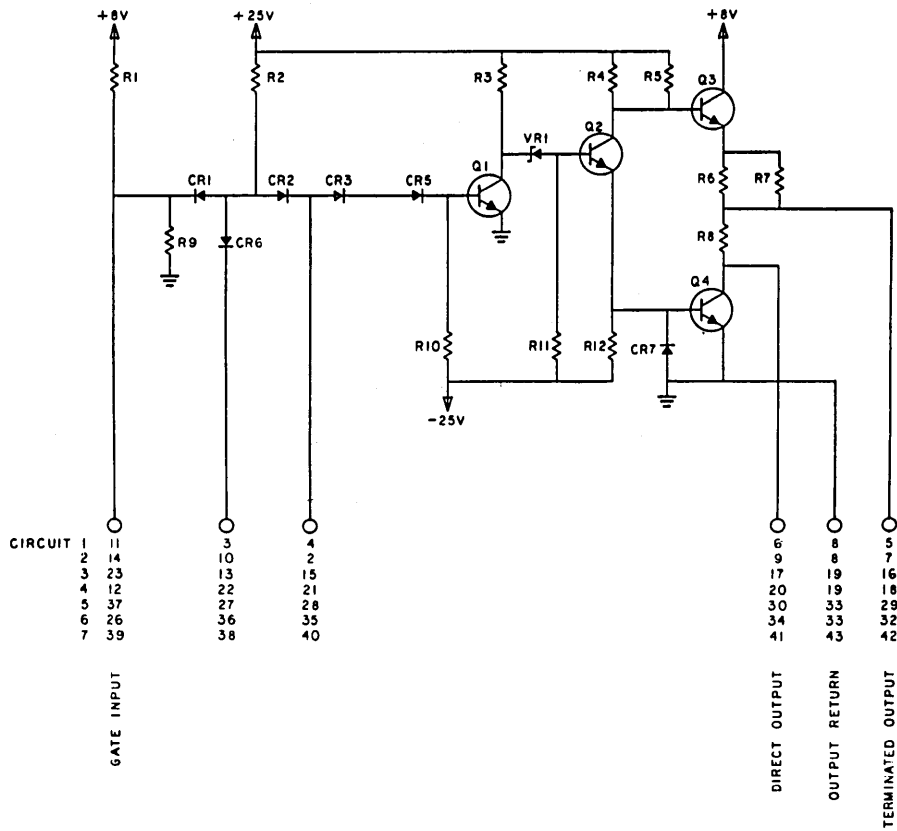 +8V +25V +8V
R1 R2 R3 R4 R5 Q3
Q2
VR1
Q1
CR1 CR2 CR3 CR5 R6 R7
R9 CR6 R8
Q4
R10 R11 R12 CR7
-25V
CIRCUIT 1 11 3 4 6 8 5
2 14 10 2 9 8 7
3 23 13 15 17 19 16
4 12 22 21 20 19 18
5 37 27 28 30 33 29
6 26 36 35 34 33 32
7 39 38 40 41 43 42
GATE INPUT
DIRECT OUTPUT
OUTPUT RETURN
TERMINATED OUTPUT